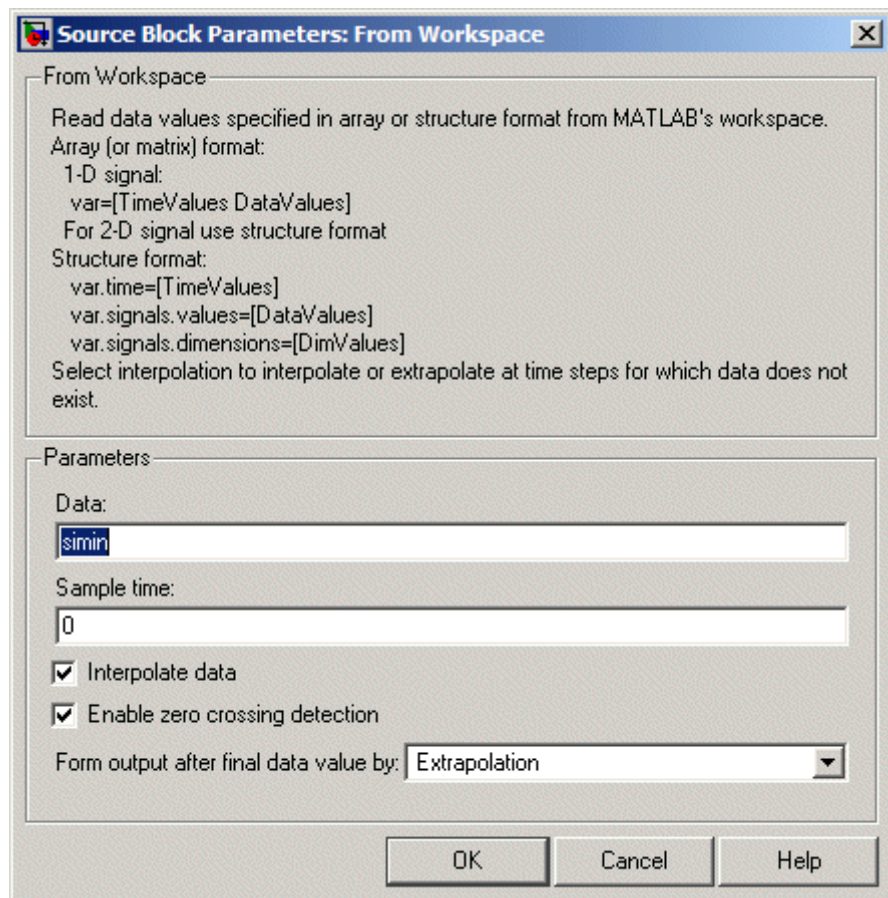 Source Block Parameters: From Workspace
From Workspace
Read data values specified in array or structure format from MATLAB's workspace.
Array (or matrix) format:
1-D signal:
var=[TimeValues DataValues]
For 2-D signal use structure format
Structure format:
var.time=[TimeValues]
var.signals.values=[DataValues]
var.signals.dimensions=[DimValues]
Select interpolation to interpolate or extrapolate at time steps for which data does not
exist.
Parameters
Data:
simin
Sample time:
0
Interpolate data
Enable zero crossing detection
Form output after final data value by: Extrapolation
OK Cancel Help